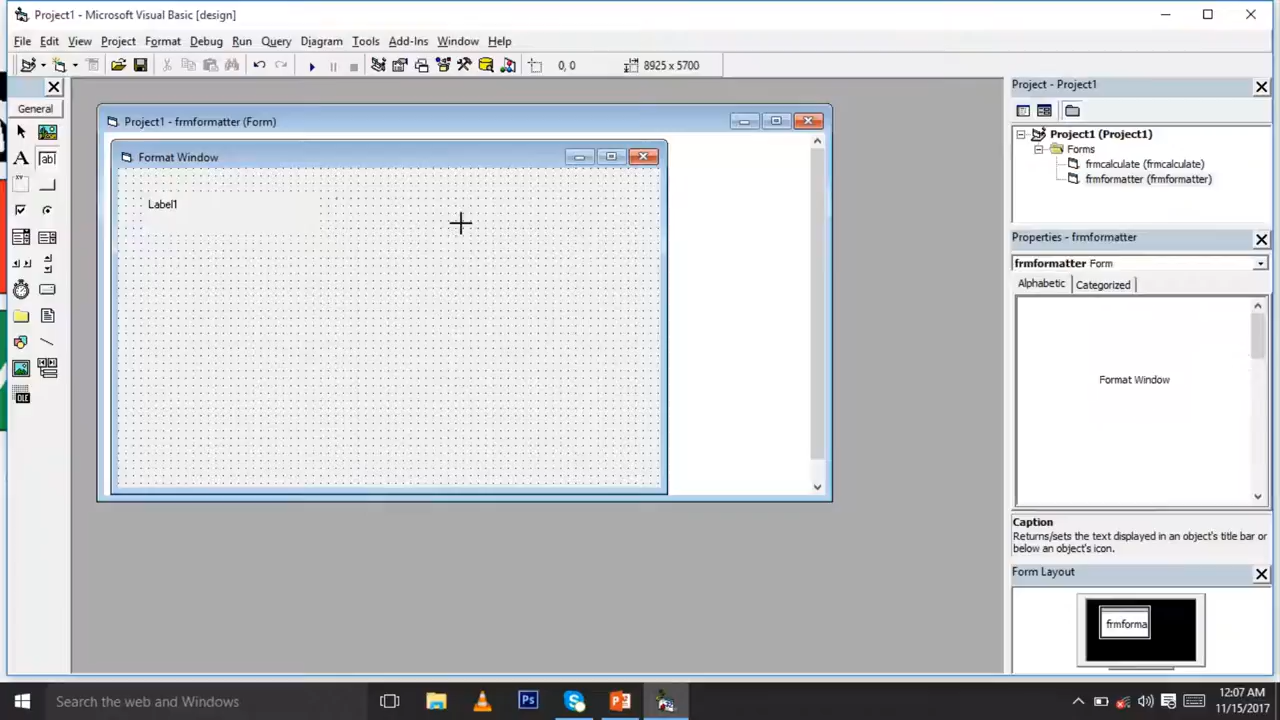 Project1 - Microsoft Visual Basic [design]
File Edit View Project Format Debug Run Query Diagram Tools Add-Ins Window Help
0, 0 8925 x 5700
General
A ab|
xy
OLE
Project1 - frmformatter (Form)
Format Window
Label1
Project - Project1
Project1 (Project1)
Forms
frmcalculate (frmcalculate)
frmformatter (frmformatter)
Properties - frmformatter
frmformatter Form
Alphabetic Categorized
Format Window
Caption
Returns/sets the text displayed in an object's title bar or
below an object's icon.
Form Layout
frmforma
Search the web and Windows
Ps
12:07 AM
11/15/2017